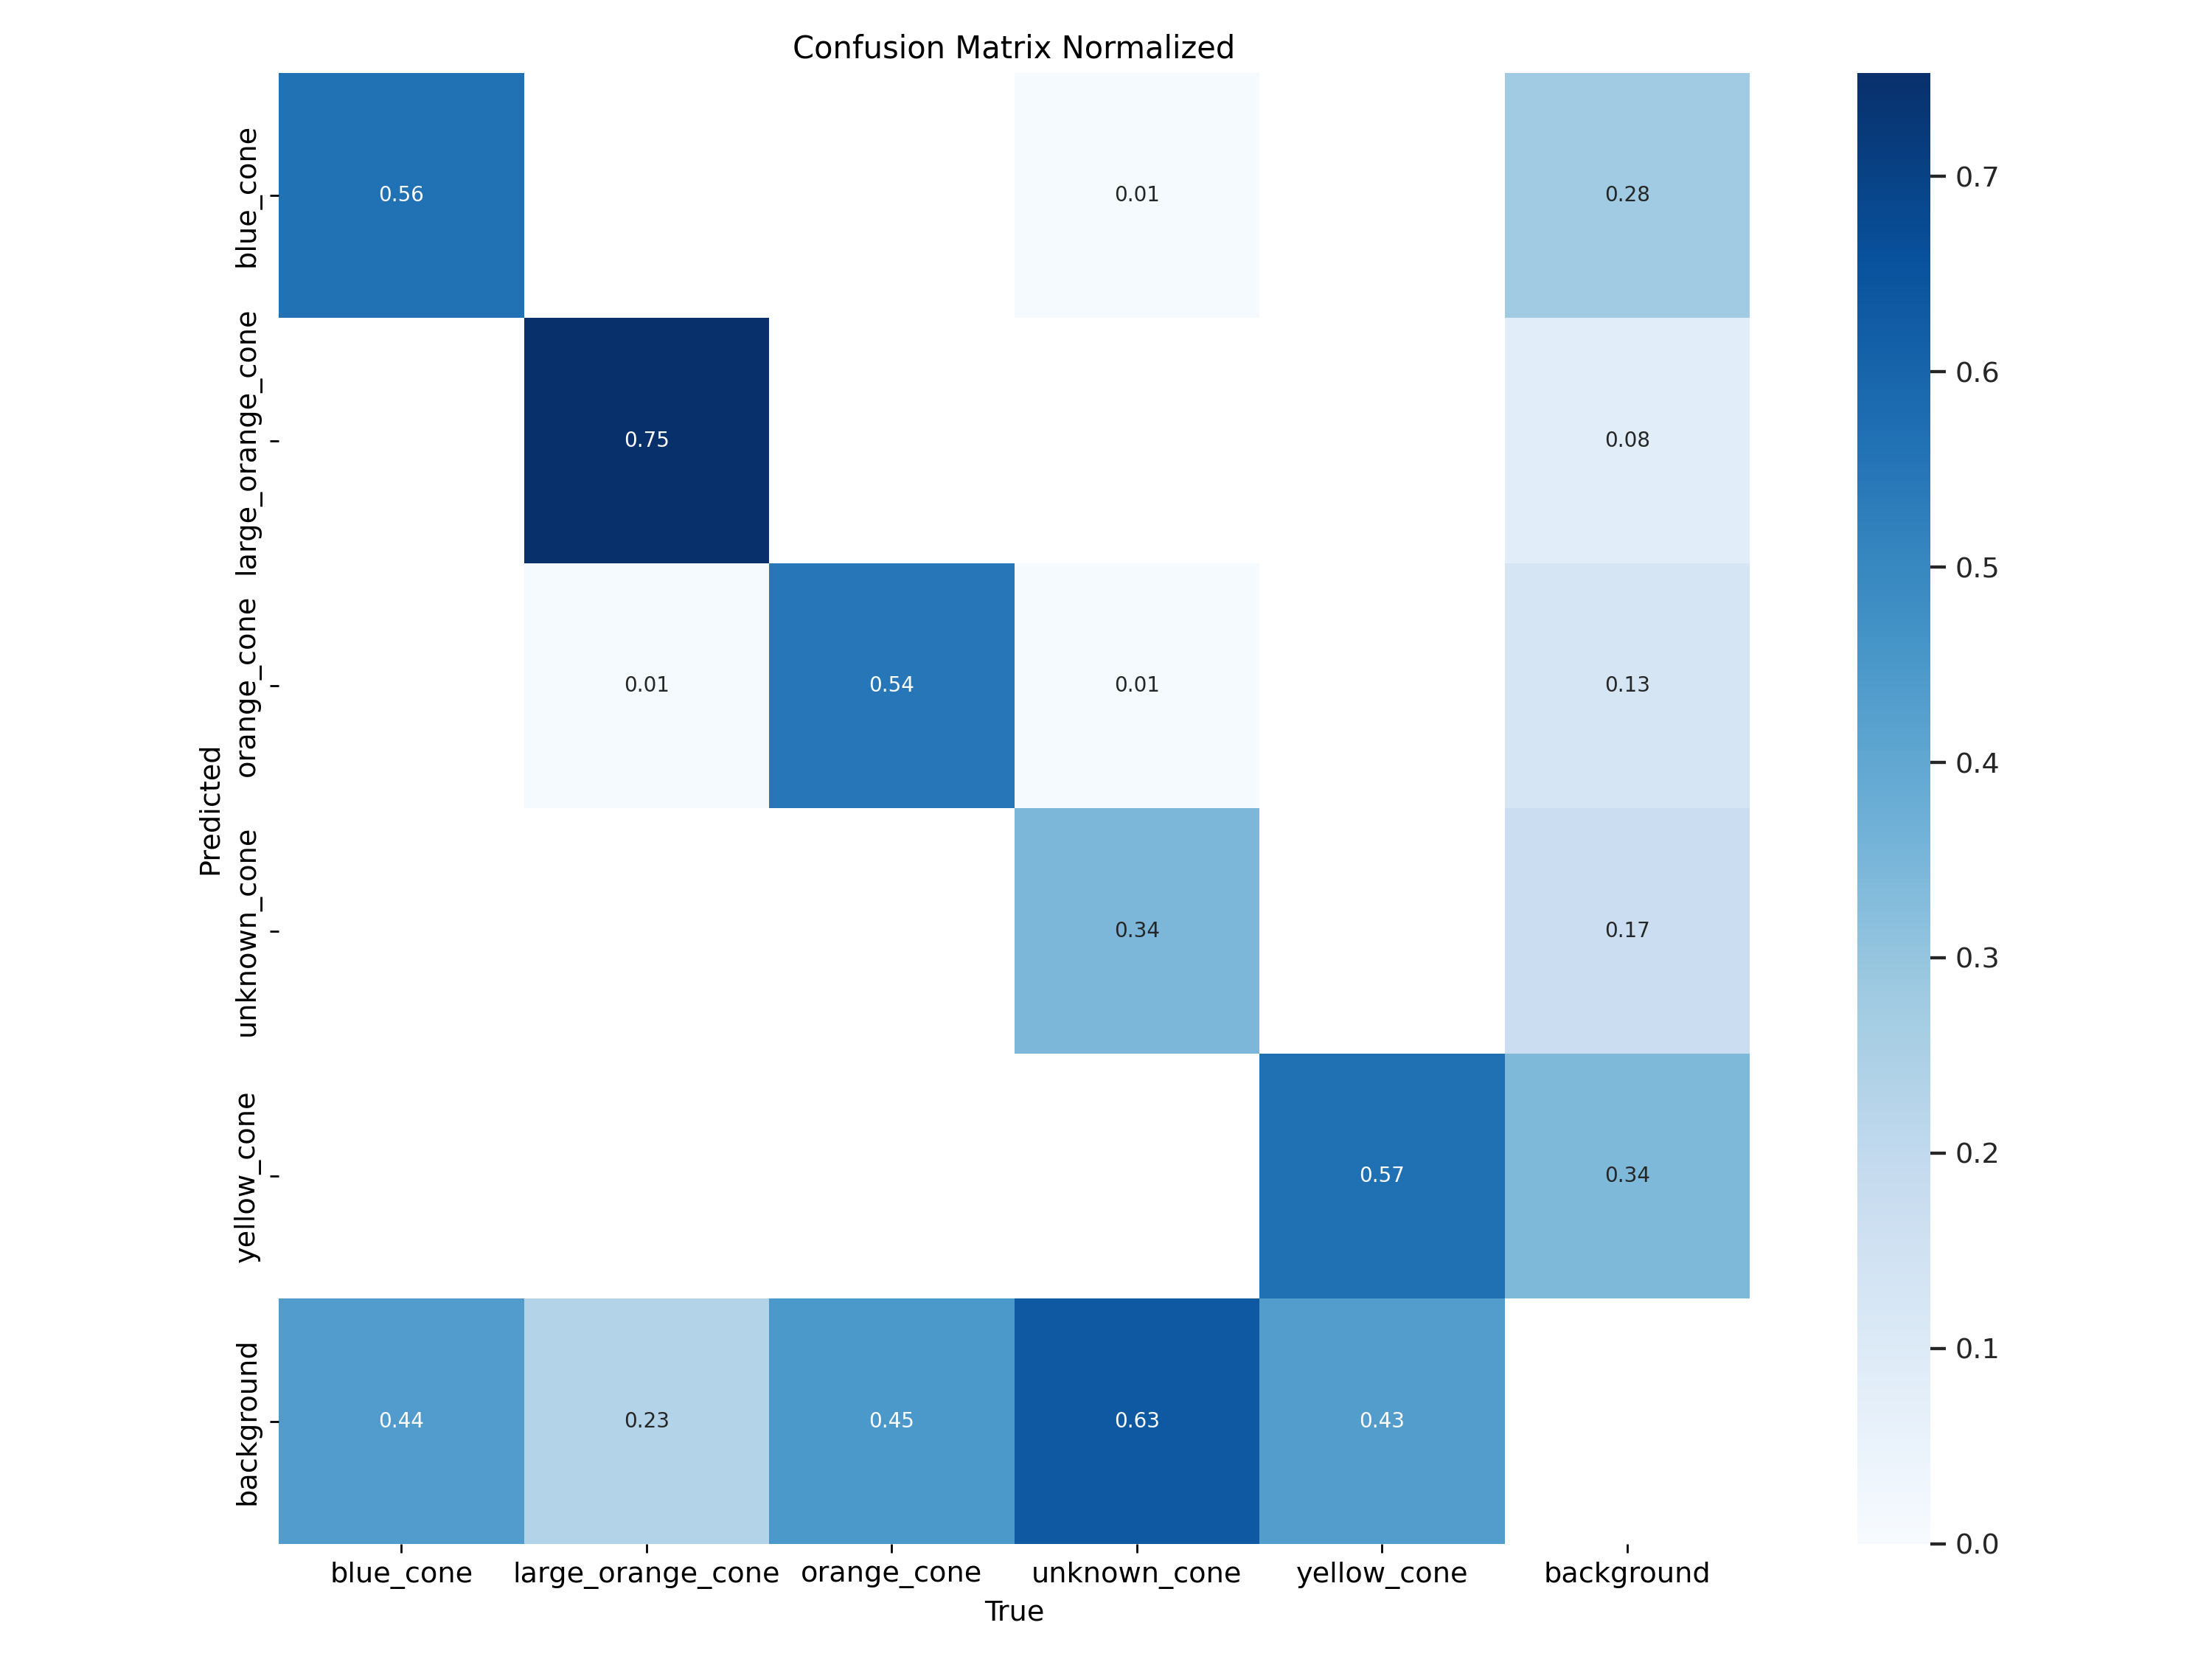 Confusion Matrix Normalized
blue_cone
0.56
0.01
0.28
large_orange_cone
0.75
0.08
orange_cone
0.01
0.54
0.01
0.13
unknown_cone
0.34
0.17
yellow_cone
0.57
0.34
background
0.44
0.23
0.45
0.63
0.43
Predicted
blue_cone
large_orange_cone
orange_cone
unknown_cone
yellow_cone
background
True
0.7
0.6
0.5
0.4
0.3
0.2
0.1
0.0